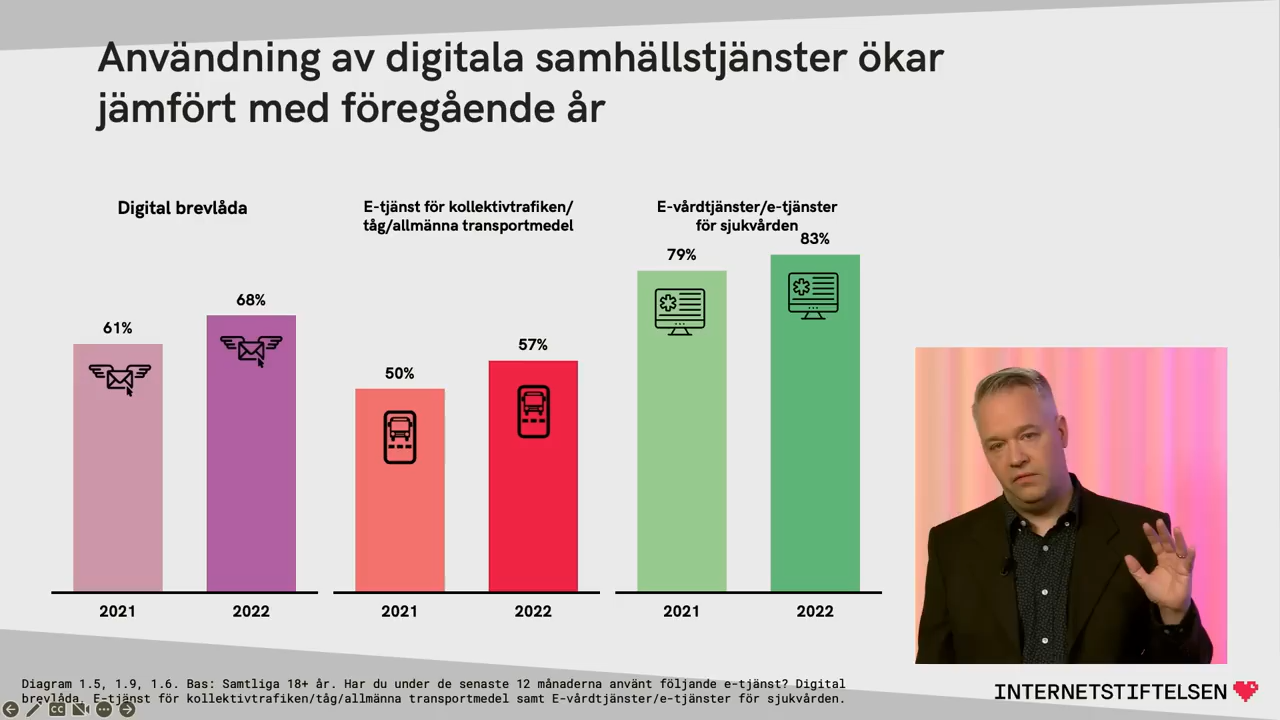 Användning av digitala samhällstjänster ökar
jämfört med föregående år
Digital brevlåda
61%
68%
2021
2022
E-tjänst för kollektivtrafiken/
tåg/allmänna transportmedel
50%
57%
2021
2022
E-vårdtjänster/e-tjänster
för sjukvården
79%
83%
2021
2022
Diagram 1.5, 1.9, 1.6. Bas: Samtliga 18+ år. Har du under de senaste 12 månaderna använt följande e-tjänst? Digital
brevlåda. E-tjänst för kollektivtrafiken/tåg/allmänna transportmedel samt E-vårdtjänster/e-tjänster för sjukvården.
CC
INTERNETSTIFTELSEN